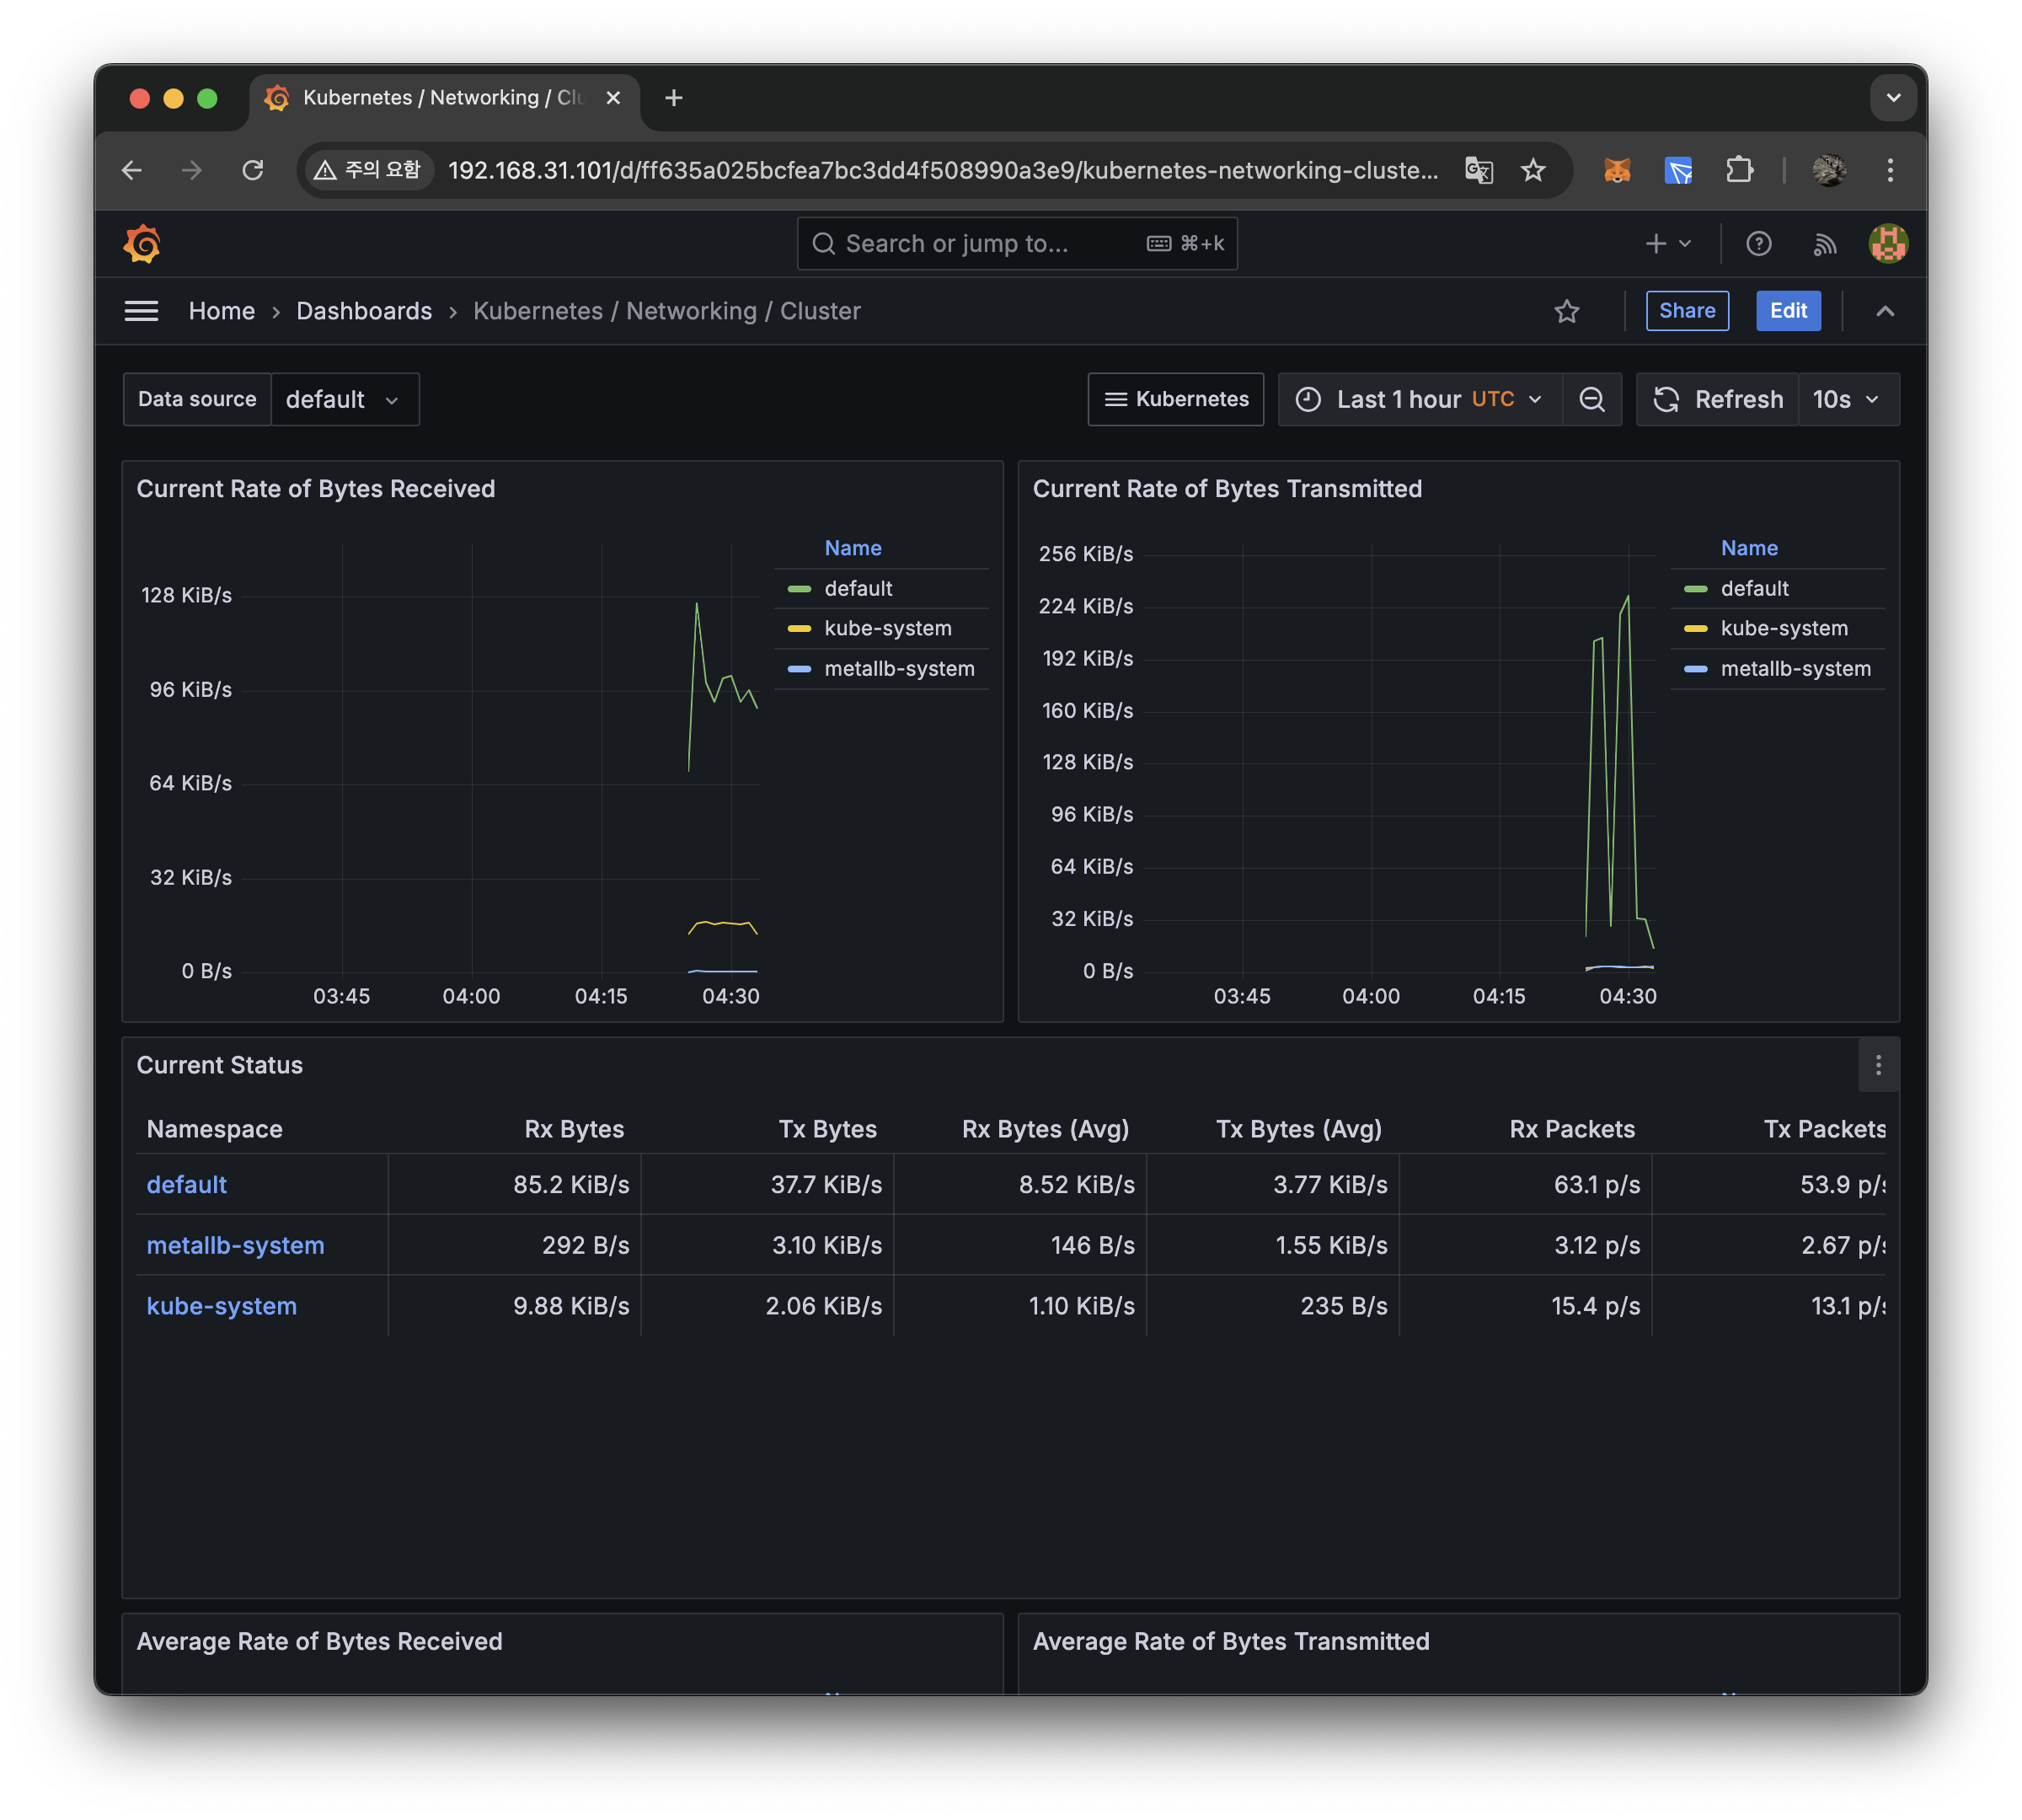 Kubernetes / Networking / Clu
주의 요함
192.168.31.101/d/ff635a025bcfea7bc3dd4f508990a3e9/kubernetes-networking-cluste...
Search or jump to...
⌘+k
Home › Dashboards › Kubernetes / Networking / Cluster
Share
Edit
Data source
default
Kubernetes
Last 1 hour UTC
Refresh
10s
Current Rate of Bytes Received
128 KiB/s
96 KiB/s
64 KiB/s
32 KiB/s
0 B/s
03:45
04:00
04:15
04:30
Name
default
kube-system
metallb-system
Current Rate of Bytes Transmitted
256 KiB/s
224 KiB/s
192 KiB/s
160 KiB/s
128 KiB/s
96 KiB/s
64 KiB/s
32 KiB/s
0 B/s
03:45
04:00
04:15
04:30
Name
default
kube-system
metallb-system
Current Status
Namespace Rx Bytes Tx Bytes Rx Bytes (Avg) Tx Bytes (Avg) Rx Packets Tx Packets
default 85.2 KiB/s 37.7 KiB/s 8.52 KiB/s 3.77 KiB/s 63.1 p/s 53.9 p/s
metallb-system 292 B/s 3.10 KiB/s 146 B/s 1.55 KiB/s 3.12 p/s 2.67 p/s
kube-system 9.88 KiB/s 2.06 KiB/s 1.10 KiB/s 235 B/s 15.4 p/s 13.1 p/s
Average Rate of Bytes Received
Average Rate of Bytes Transmitted